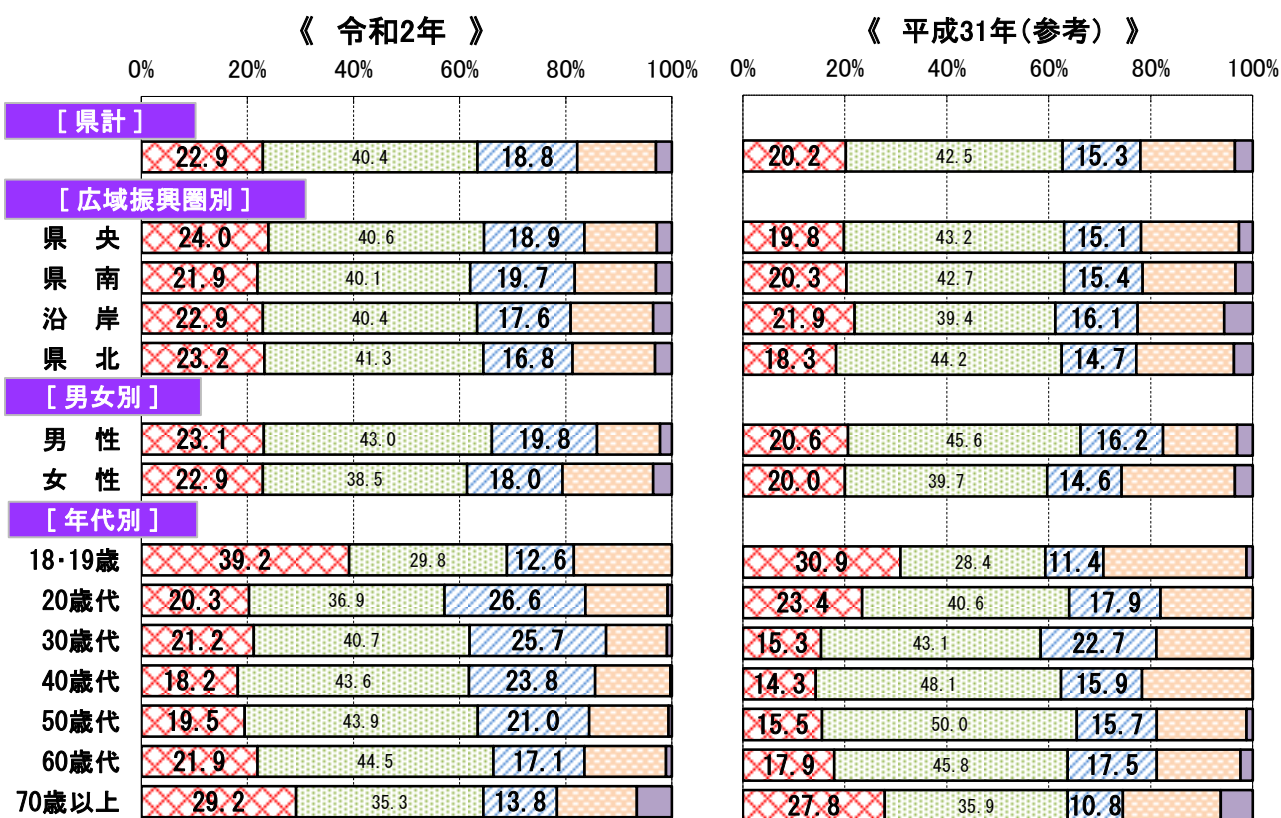 《 令和2年 》 《 平成31年(参考) 》
0% 20% 40% 60% 80% 100% 0% 20% 40% 60% 80% 100%
[ 県計 ]
22.9 40.4 18.8 20.2 42.5 15.3
[ 広域振興圏別 ]
県 央 24.0 40.6 18.9 19.8 43.2 15.1
県 南 21.9 40.1 19.7 20.3 42.7 15.4
沿 岸 22.9 40.4 17.6 21.9 39.4 16.1
県 北 23.2 41.3 16.8 18.3 44.2 14.7
[ 男女別 ]
男 性 23.1 43.0 19.8 20.6 45.6 16.2
女 性 22.9 38.5 18.0 20.0 39.7 14.6
[ 年代別 ]
18・19歳 39.2 29.8 12.6 30.9 28.4 11.4
20歳代 20.3 36.9 26.6 23.4 40.6 17.9
30歳代 21.2 40.7 25.7 15.3 43.1 22.7
40歳代 18.2 43.6 23.8 14.3 48.1 15.9
50歳代 19.5 43.9 21.0 15.5 50.0 15.7
60歳代 21.9 44.5 17.1 17.9 45.8 17.5
70歳以上 29.2 35.3 13.8 27.8 35.9 10.8